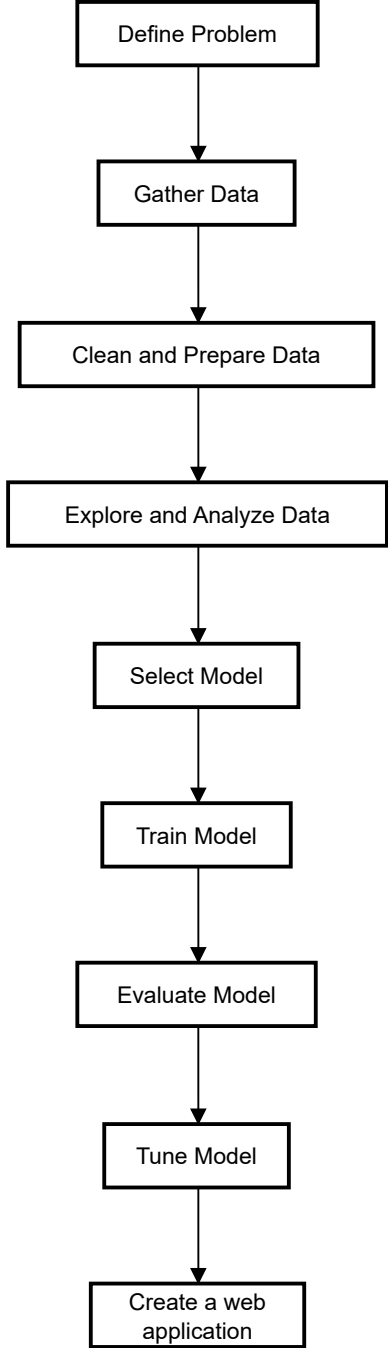 Define Problem
Gather Data
Clean and Prepare Data
Explore and Analyze Data
Select Model
Train Model
Evaluate Model
Tune Model
Create a web
application